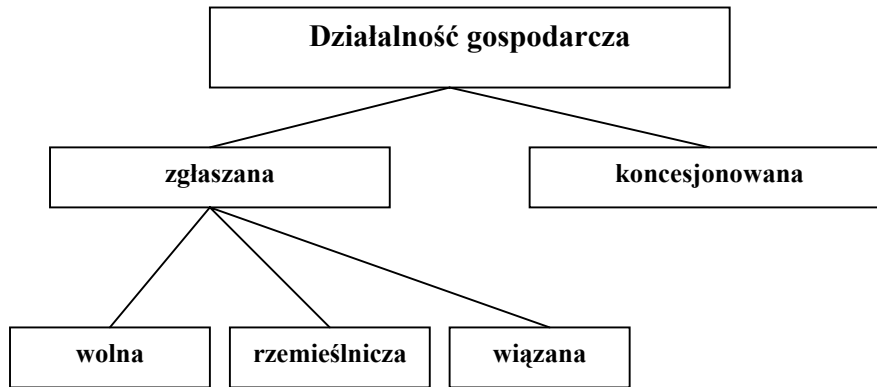 Działalność gospodarcza
zgłaszana
koncesjonowana
wolna
rzemieślnicza
wiązana